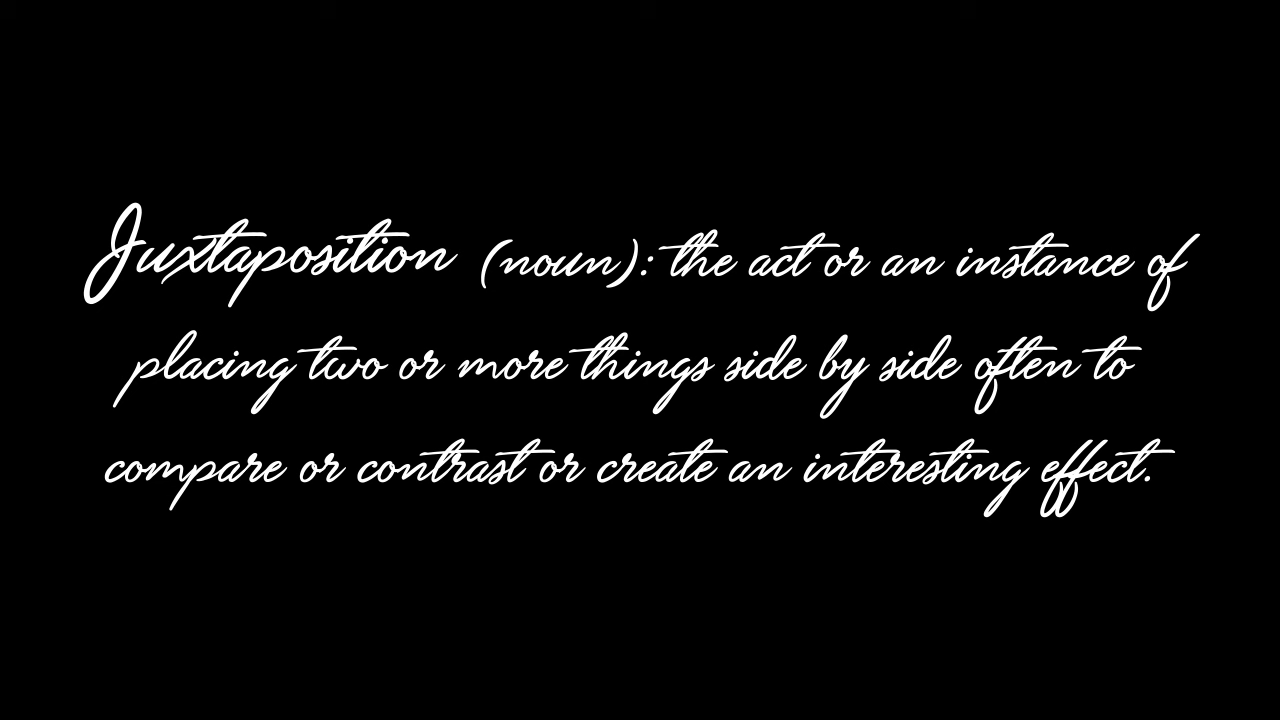 Juxtaposition (noun): the act or an instance of
placing two or more things side by side often to
compare or contrast or create an interesting effect.